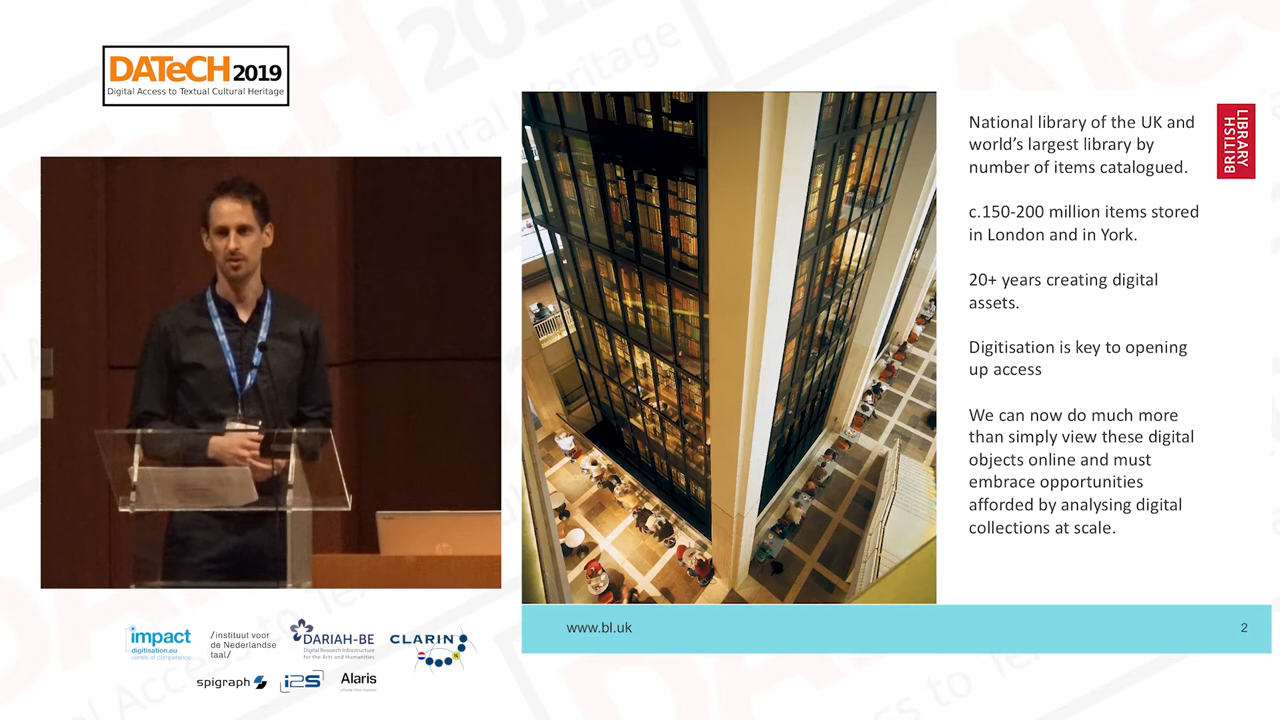 DATeCH 2019
Digital Access to Textual Cultural Heritage
National library of the UK and
world's largest library by
number of items catalogued.
c.150-200 million items stored
in London and in York.
20+ years creating digital
assets.
Digitisation is key to opening
up access
We can now do much more
than simply view these digital
objects online and must
embrace opportunities
afforded by analysing digital
collections at scale.
LIBRARY
BRITISH
www.bl.uk
2
impact
digitisation.eu
centre of competence
/instituut voor
de Nederlandse
taal/
DARIAH-BE
Digital Research Infrastructure
for the Arts and Humanities
CLARIN
spigraph
i2S
Alaris